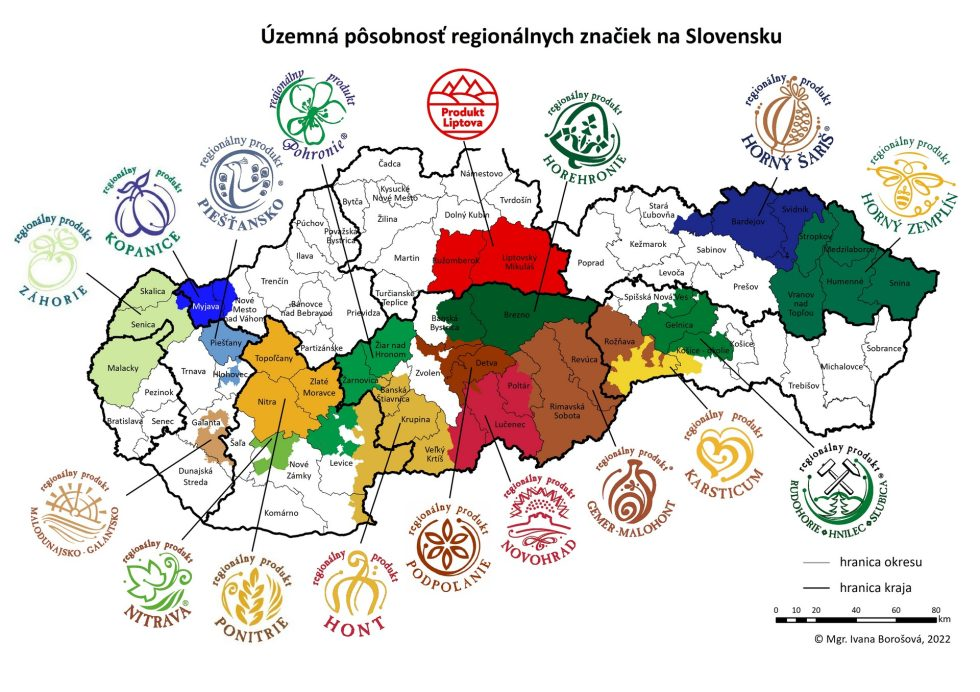 Územná pôsobnosť regionálnych značiek na Slovensku
regionálny produkt
Pohronie®
Produkt
Liptova
regionálny produkt
HOREHRONIE
regionálny produkt
HORNÝ ŠARIŠ®
regionálny produkt
HORNÝ ZEMPLÍN
regionálny produkt
PIEŠŤANSKO ®
regionálny produkt
KOPANICE
regionálny produkt
ZÁHORIE
Čadca
Námestovo
Tvrdošín
Kysucké
Nové Mesto
Bytča
Žilina
Dolný Kubín
Púchov
Považská
Bystrica
Ilava
Martin
Ružomberok
Liptovský
Mikuláš
Stará
Ľubovňa
Kežmarok
Poprad
Levoča
Sabinov
Prešov
Bardejov
Svidník
Stropkov
Medzilaborce
Humenné
Snina
Vranov
nad
Topľou
Trenčín
Turčianske
Teplice
Prievidza
Bánovce
nad Bebravou
Partizánske
Skalica
Senica
Myjava
Nové
Mesto
nad Váhom
Malacky
Piešťany
Hlohovec
Trnava
Pezinok
Bratislava
Senec
Galanta
Dunajská
Streda
Topoľčany
Zlaté
Moravce
Nitra
Šaľa
Nové
Zámky
Komárno
Levice
Žiar nad
Hronom
Žarnovica
Banská
Štiavnica
Krupina
Veľký
Krtíš
Banská
Bystrica
Brezno
Zvolen
Detva
Poltár
Lučenec
Revúca
Rimavská
Sobota
Rožňava
Spišská Nová Ves
Gelnica
Košice - okolie
Košice
Trebišov
Michalovce
Sobrance
regionálny produkt
MALODUNAJSKO - GALANTSKO
regionálny produkt
NITRAVA®
regionálny produkt
PONITRIE
regionálny produkt
HONT
regionálny produkt
PODPOĽANIE
regionálny produkt
NOVOHRAD
regionálny produkt®
GEMER-MALOHONT
regionálny produkt
KARSTICUM
regionálny produkt®
RUDOHORIE • HNILEC • SĽUBICA
hranica okresu
hranica kraja
0 10 20 40 60 80
km
© Mgr. Ivana Borošová, 2022